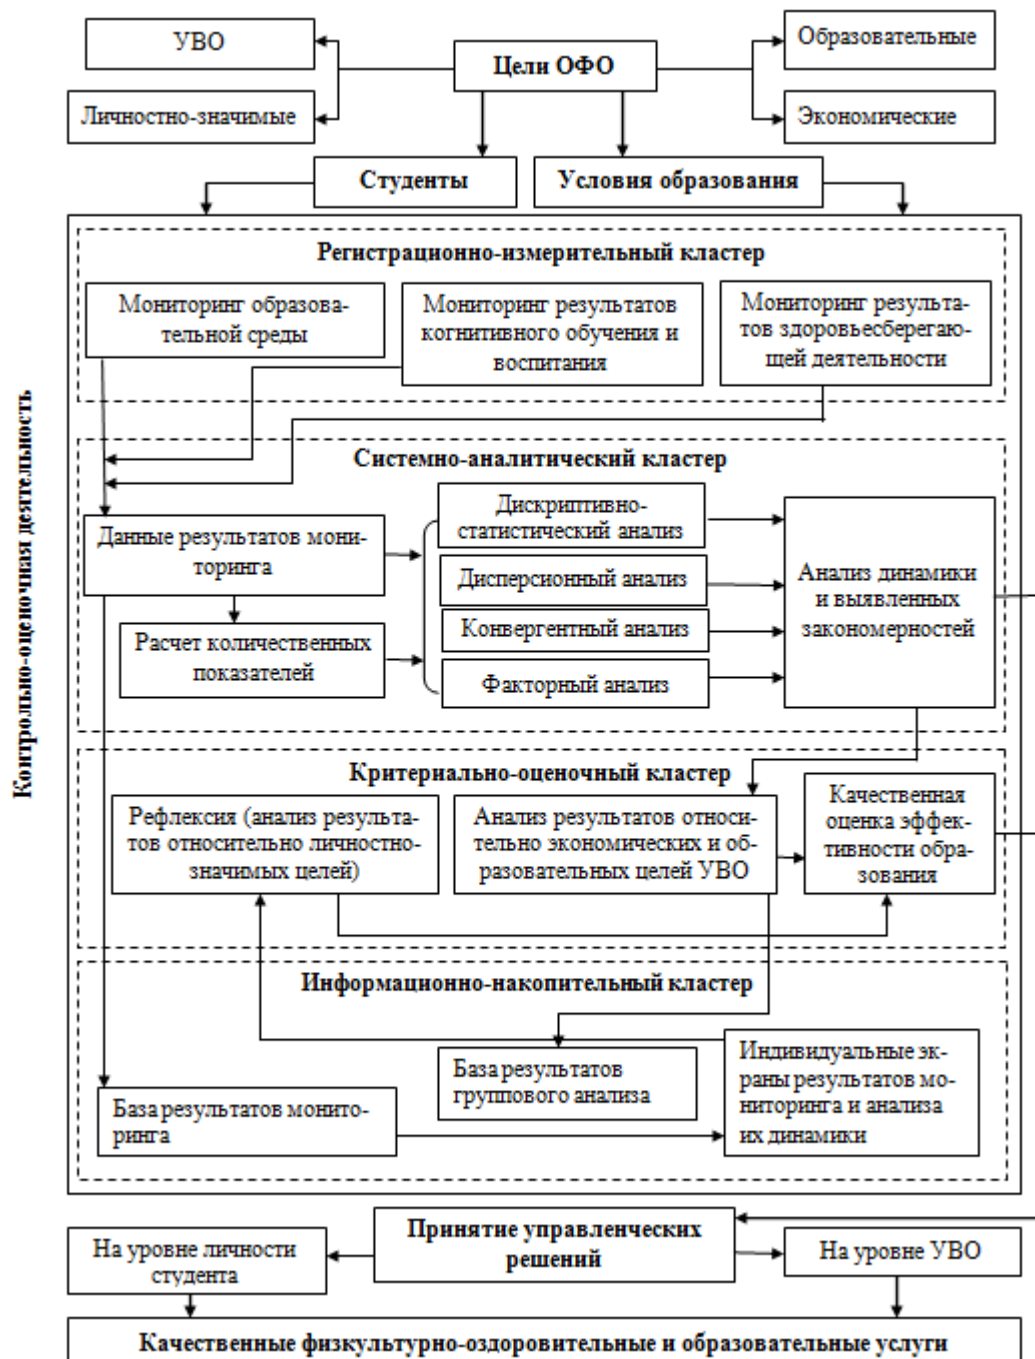 УВО
Цели ОФО
Образовательные
Личностно-значимые
Экономические
Студенты
Условия образования
Контрольно-оценочная деятельность
Регистрационно-измерительный кластер
Мониторинг образова-
тельной среды
Мониторинг результатов
когнитивного обучения и
воспитания
Мониторинг результа-
тов здоровьесберегаю-
щей деятельности
Системно-аналитический кластер
Данные результатов мони-
торинга
Расчет количественных
показателей
Дискриптивно-
статистический анализ
Дисперсионный анализ
Конвергентный анализ
Факторный анализ
Анализ динамики
и выявленных
закономерностей
Критериально-оценочный кластер
Рефлексия (анализ результа-
тов относительно личностно-
значимых целей)
Анализ результатов относи-
тельно экономических и об-
разовательных целей УВО
Качественная
оценка эффек-
тивности обра-
зования
Информационно-накопительный кластер
База результатов мони-
ринга
База результатов
группового анализа
Индивидуальные эк-
раны результатов мо-
ниторинга и анализа
их динамики
Принятие управленческих
решений
На уровне личности
студента
На уровне УВО
Качественные физкультурно-оздоровительные и образовательные услуги